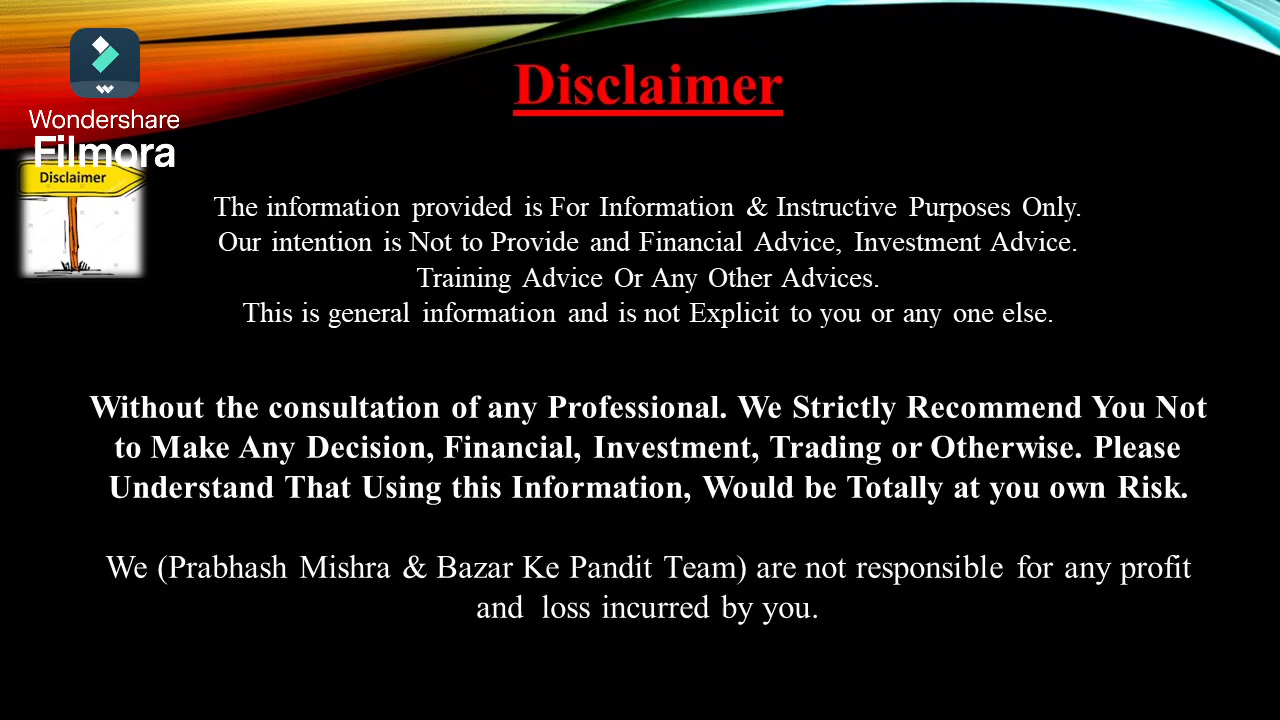 Disclaimer
Wondershare
Filmora
Disclaimer
The information provided is For Information & Instructive Purposes Only.
Our intention is Not to Provide and Financial Advice, Investment Advice.
Training Advice Or Any Other Advices.
This is general information and is not Explicit to you or any one else.
Without the consultation of any Professional. We Strictly Recommend You Not
to Make Any Decision, Financial, Investment, Trading or Otherwise. Please
Understand That Using this Information, Would be Totally at you own Risk.
We (Prabhash Mishra & Bazar Ke Pandit Team) are not responsible for any profit
and loss incurred by you.